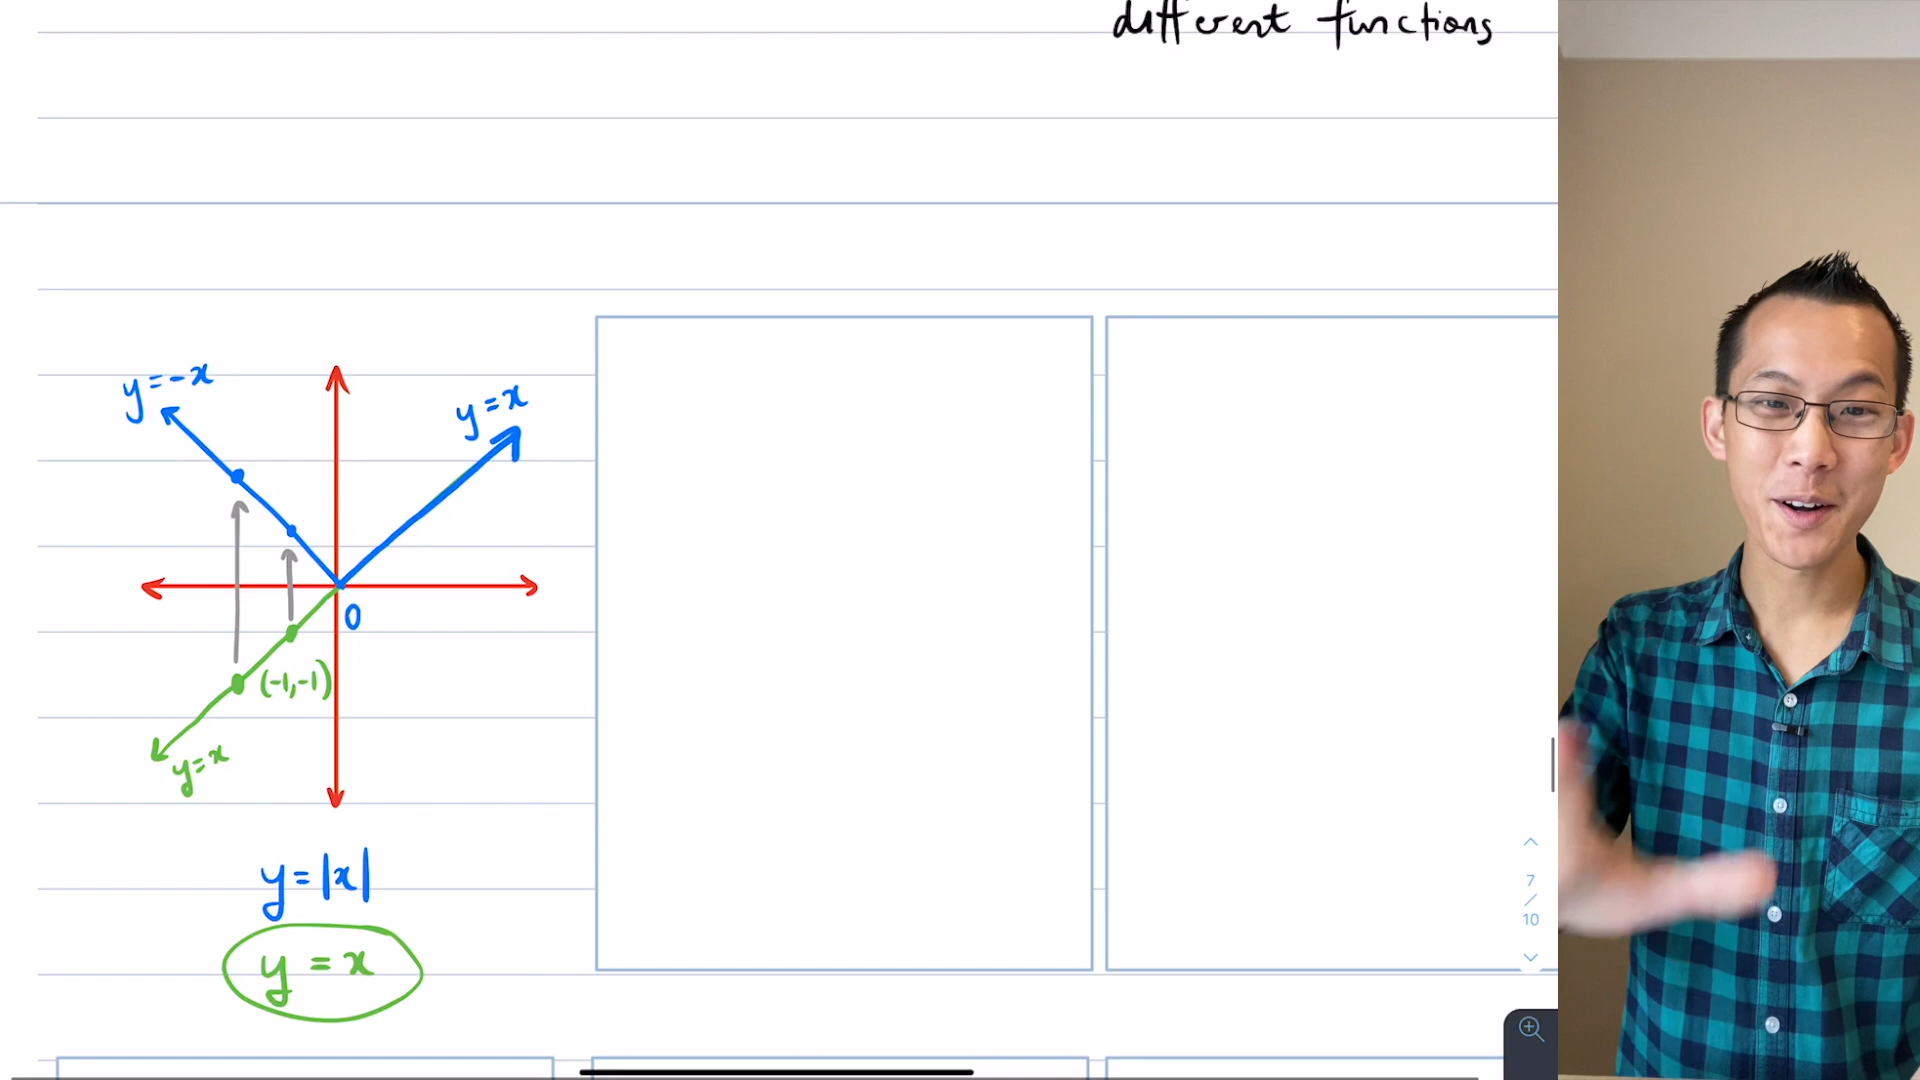 different functions
y=-x
y=x
0
(-1,-1)
y=x
y=|x|
y=x
7
/
10